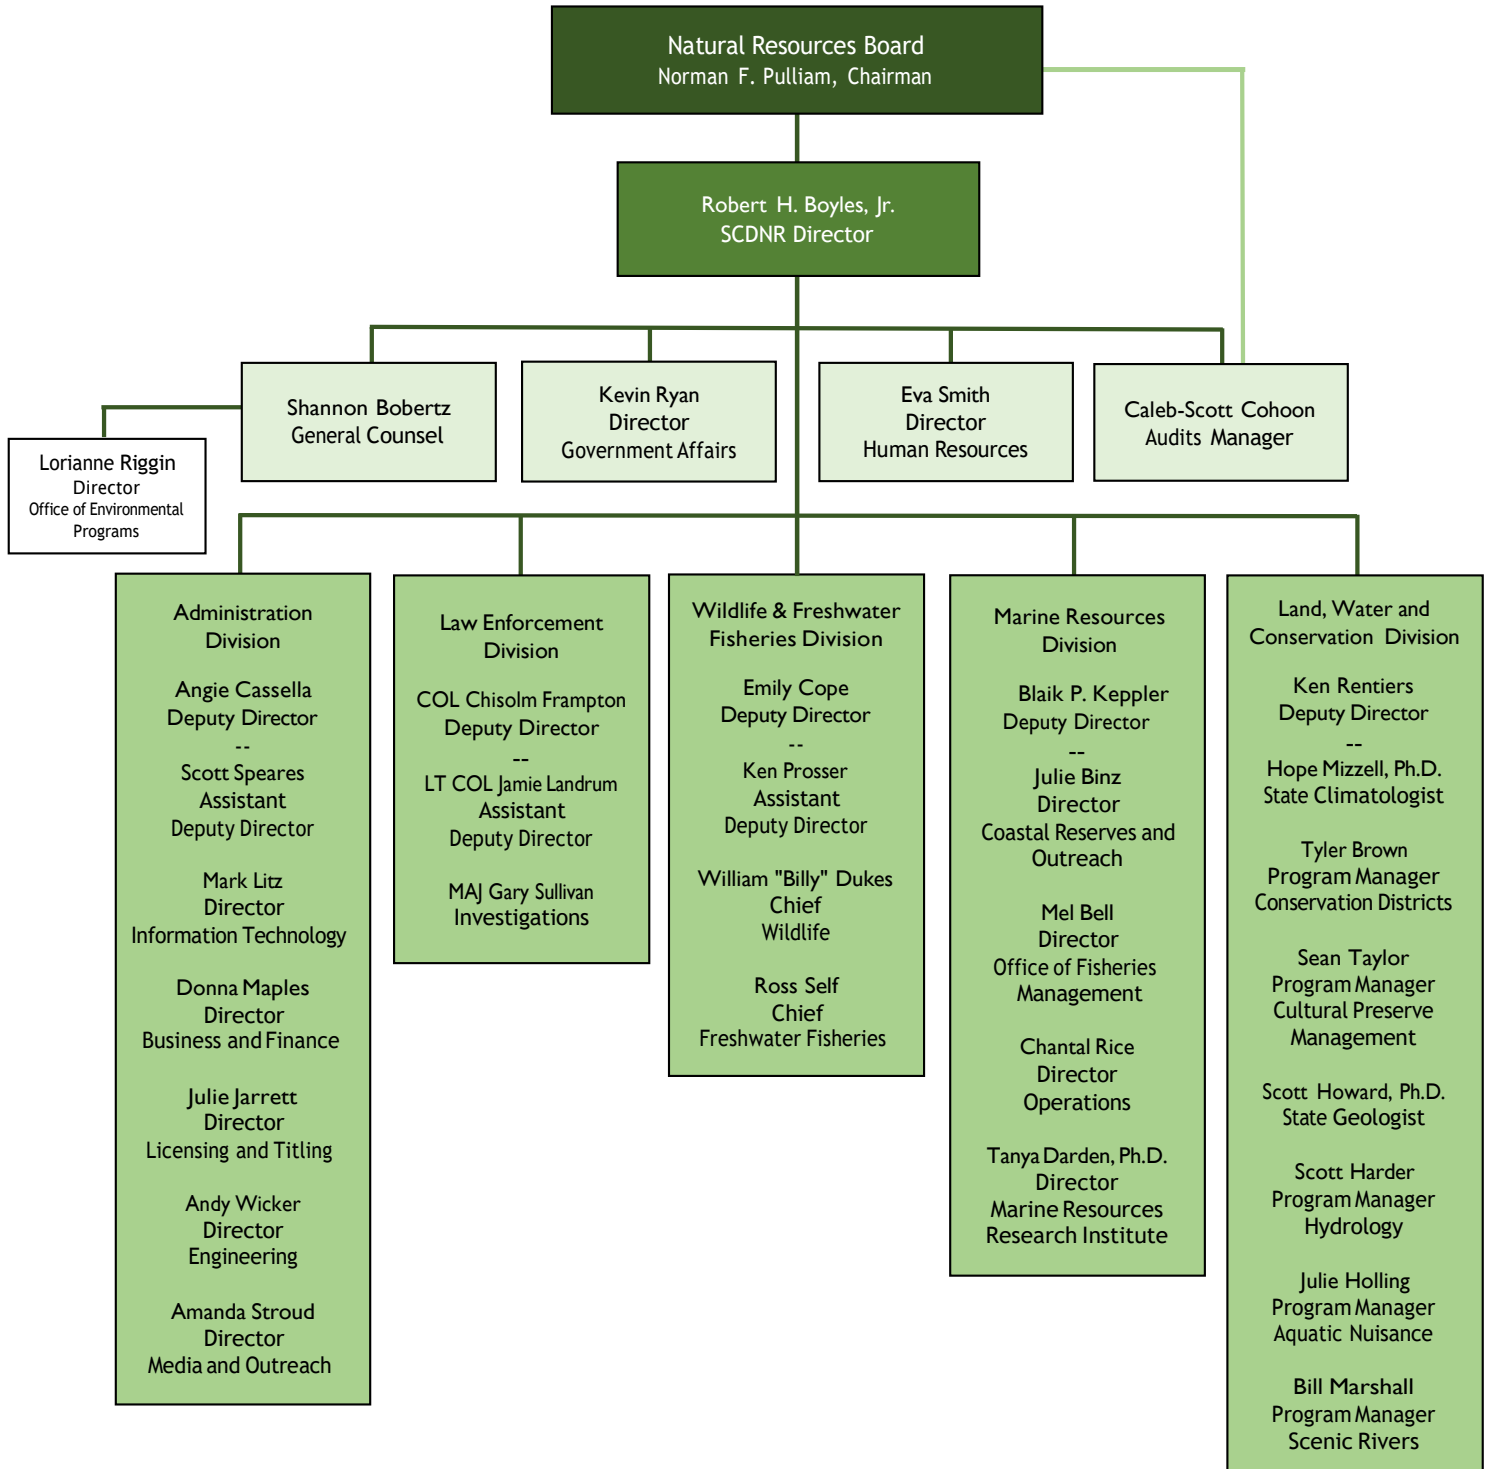 Natural Resources Board
Norman F. Pulliam, Chairman
Robert H. Boyles, Jr.
SCDNR Director
Shannon Bobertz
General Counsel
Kevin Ryan
Director
Government Affairs
Eva Smith
Director
Human Resources
Caleb-Scott Cohoon
Audits Manager
Lorianne Riggin
Director
Office of Environmental
Programs
Administration
Division
Angie Cassella
Deputy Director
--
Scott Speares
Assistant
Deputy Director
Mark Litz
Director
Information Technology
Donna Maples
Director
Business and Finance
Julie Jarrett
Director
Licensing and Titling
Andy Wicker
Director
Engineering
Amanda Stroud
Director
Media and Outreach
Law Enforcement
Division
COL Chisolm Frampton
Deputy Director
--
LT COL Jamie Landrum
Assistant
Deputy Director
MAJ Gary Sullivan
Investigations
Wildlife & Freshwater
Fisheries Division
Emily Cope
Deputy Director
--
Ken Prosser
Assistant
Deputy Director
William "Billy" Dukes
Chief
Wildlife
Ross Self
Chief
Freshwater Fisheries
Marine Resources
Division
Blaik P. Keppler
Deputy Director
--
Julie Binz
Director
Coastal Reserves and
Outreach
Mel Bell
Director
Office of Fisheries
Management
Chantal Rice
Director
Operations
Tanya Darden, Ph.D.
Director
Marine Resources
Research Institute
Land, Water and
Conservation Division
Ken Rentiers
Deputy Director
--
Hope Mizzell, Ph.D.
State Climatologist
Tyler Brown
Program Manager
Conservation Districts
Sean Taylor
Program Manager
Cultural Preserve
Management
Scott Howard, Ph.D.
State Geologist
Scott Harder
Program Manager
Hydrology
Julie Holling
Program Manager
Aquatic Nuisance
Bill Marshall
Program Manager
Scenic Rivers